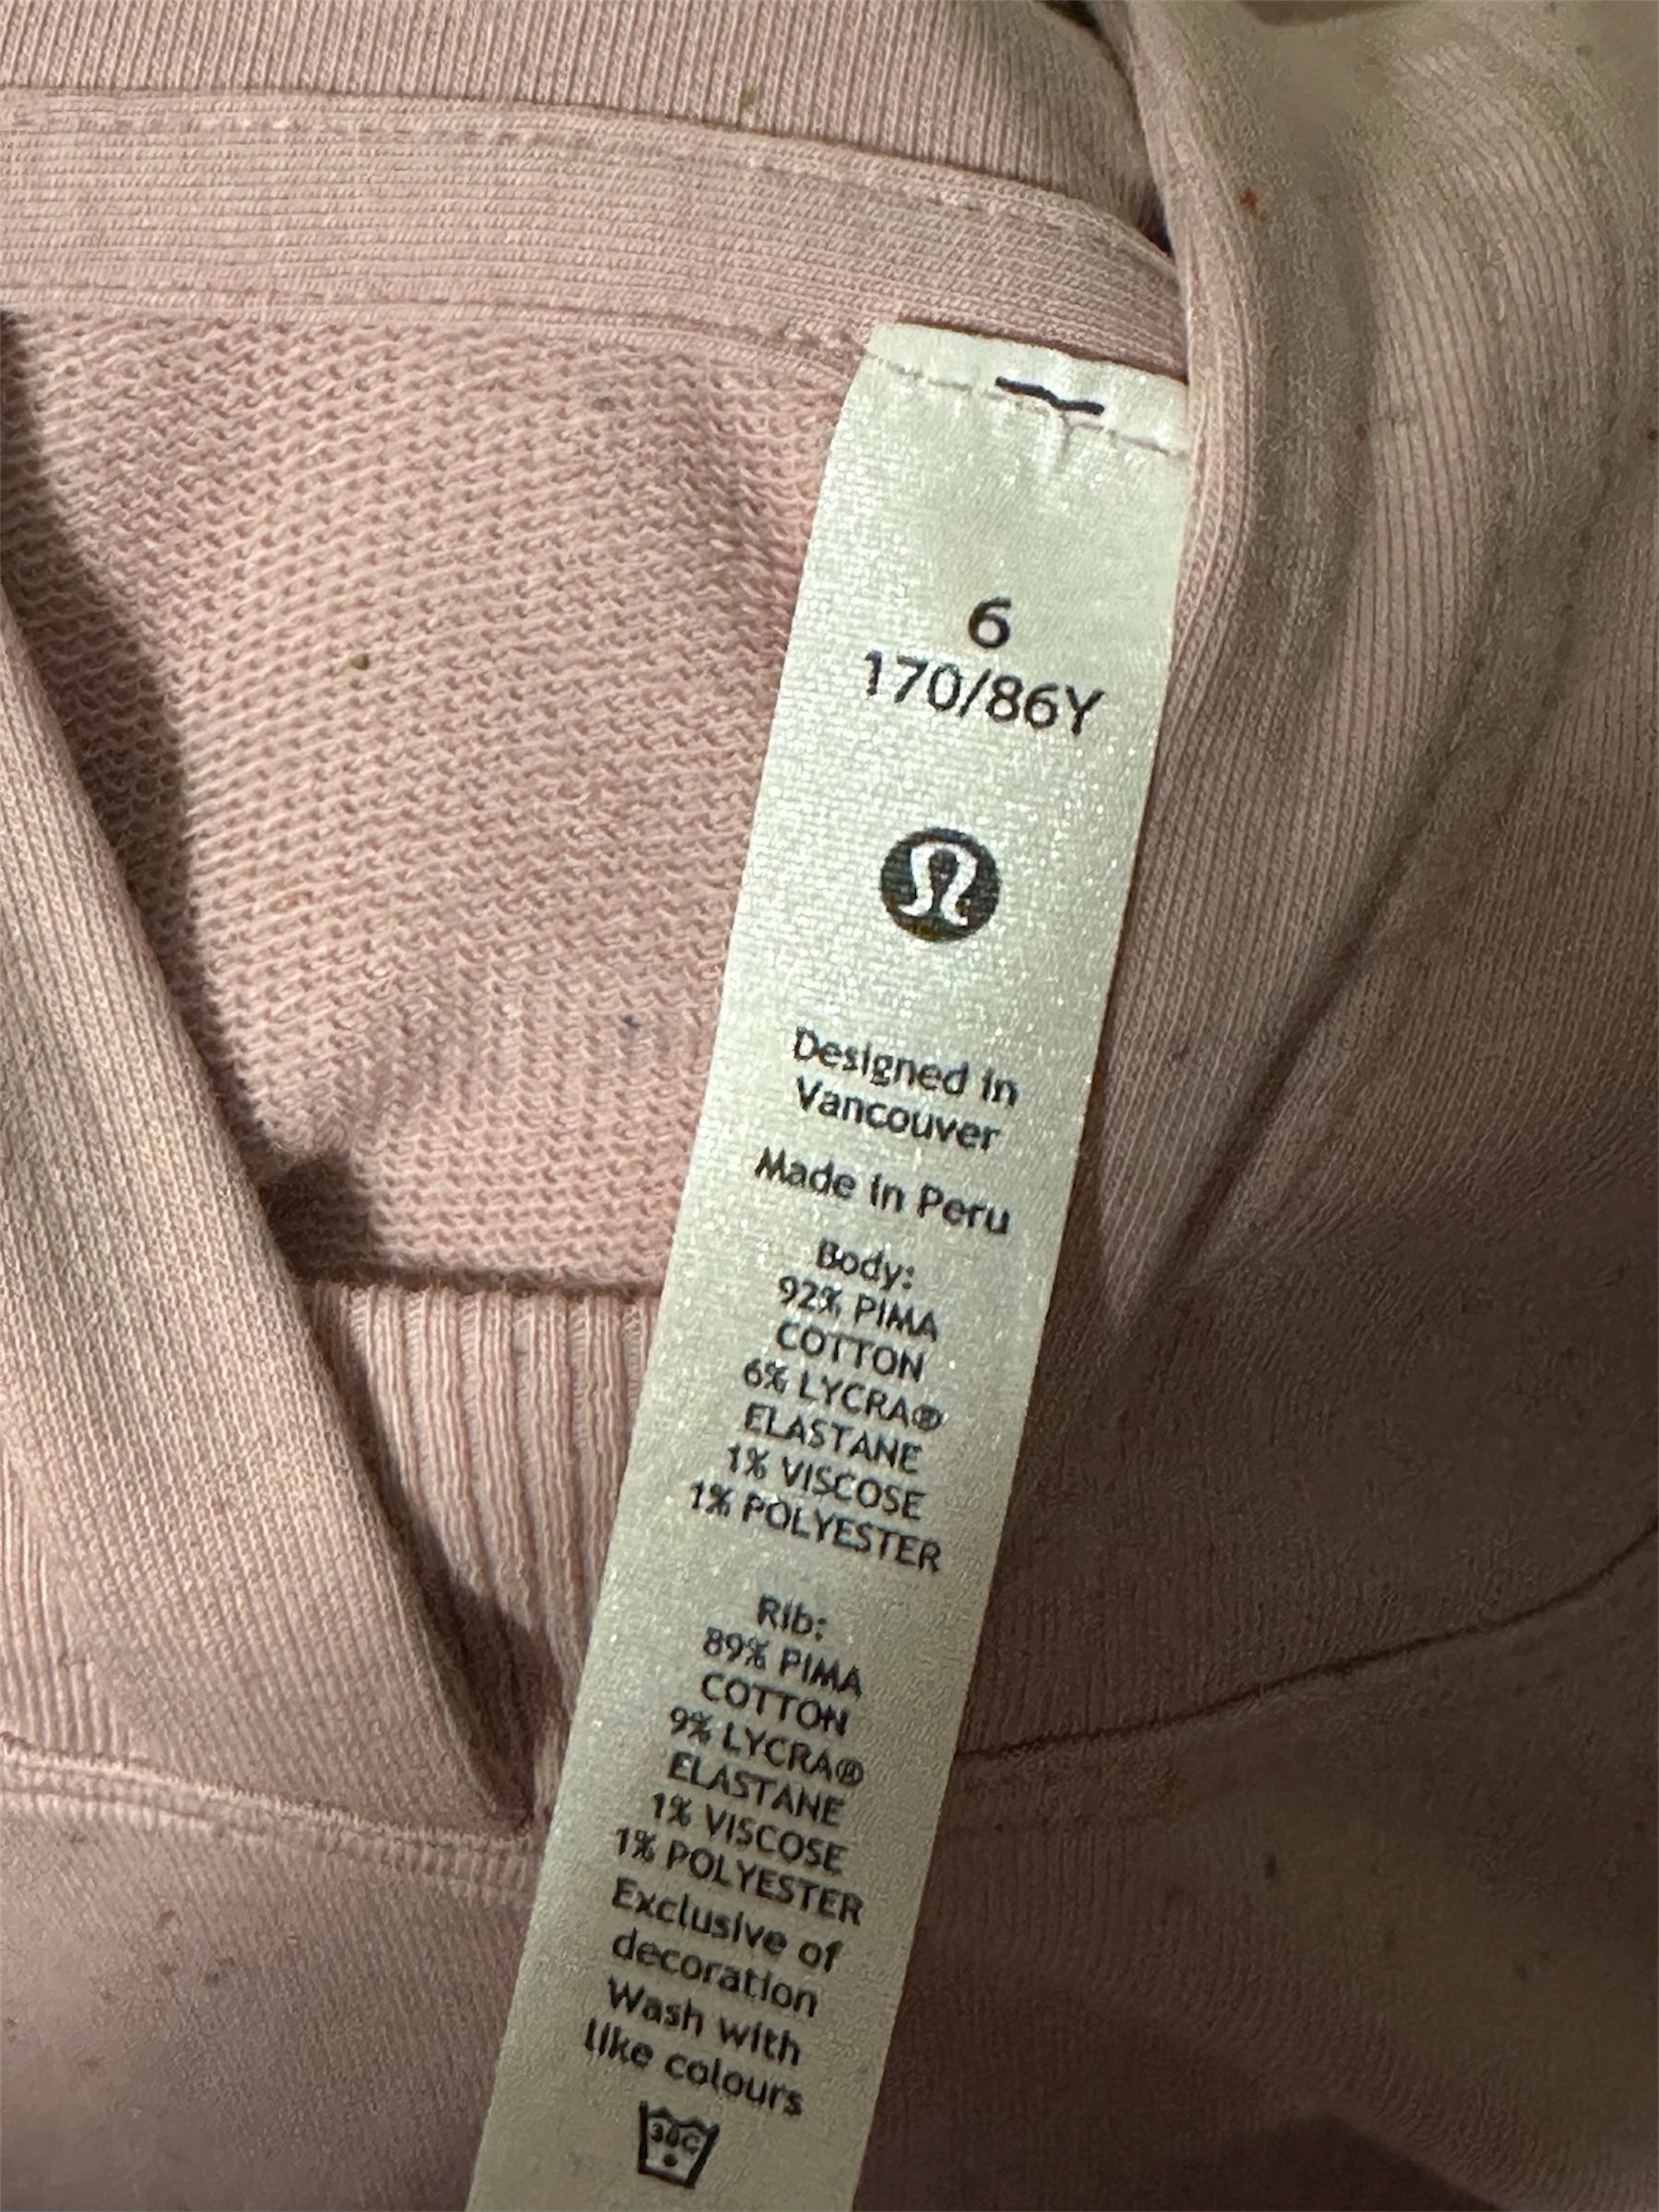 6
170/86Y
Designed in
Vancouver
Made in Peru
Body:
92% PIMA
COTTON
6% LYCRA®
ELASTANE
1% VISCOSE
1% POLYESTER
Rib:
89% PIMA
COTTON
9% LYCRA®
ELASTANE
1% VISCOSE
1% POLYESTER
Exclusive of
decoration
Wash with
like colours
30C